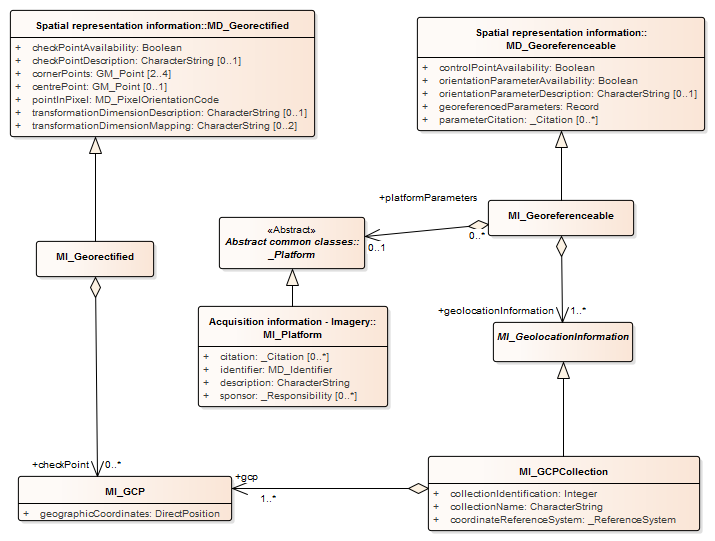 Spatial representation information::MD_Georectified
+ checkPointAvailability: Boolean
+ checkPointDescription: CharacterString [0..1]
+ cornerPoints: GM_Point [2..4]
+ centrePoint: GM_Point [0..1]
+ pointInPixel: MD_PixelOrientationCode
+ transformationDimensionDescription: CharacterString [0..1]
+ transformationDimensionMapping: CharacterString [0..2]
Spatial representation information::
MD_Georeferenceable
+ controlPointAvailability: Boolean
+ orientationParameterAvailability: Boolean
+ orientationParameterDescription: CharacterString [0..1]
+ georeferencedParameters: Record
+ parameterCitation: _Citation [0..*]
+platformParameters
0..1
0..*
MI_Georeferenceable
«Abstract»
Abstract common classes::
_Platform
MI_Georectified
Acquisition information - Imagery::
MI_Platform
+ citation: _Citation [0..*]
+ identifier: MD_Identifier
+ description: CharacterString
+ sponsor: _Responsibility [0..*]
+geolocationInformation
1..*
MI_GeolocationInformation
+checkPoint
0..*
MI_GCP
+ geographicCoordinates: DirectPosition
+gcp
1..*
MI_GCPCollection
+ collectionIdentification: Integer
+ collectionName: CharacterString
+ coordinateReferenceSystem: _ReferenceSystem